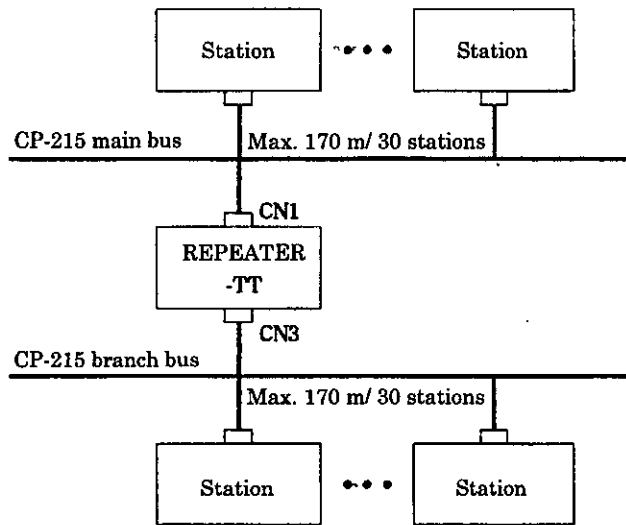 Station
Station
CP-215 main bus
Max. 170 m/ 30 stations
CN1
REPEATER
-TT
CN3
CP-215 branch bus
Max. 170 m/ 30 stations
Station
Station